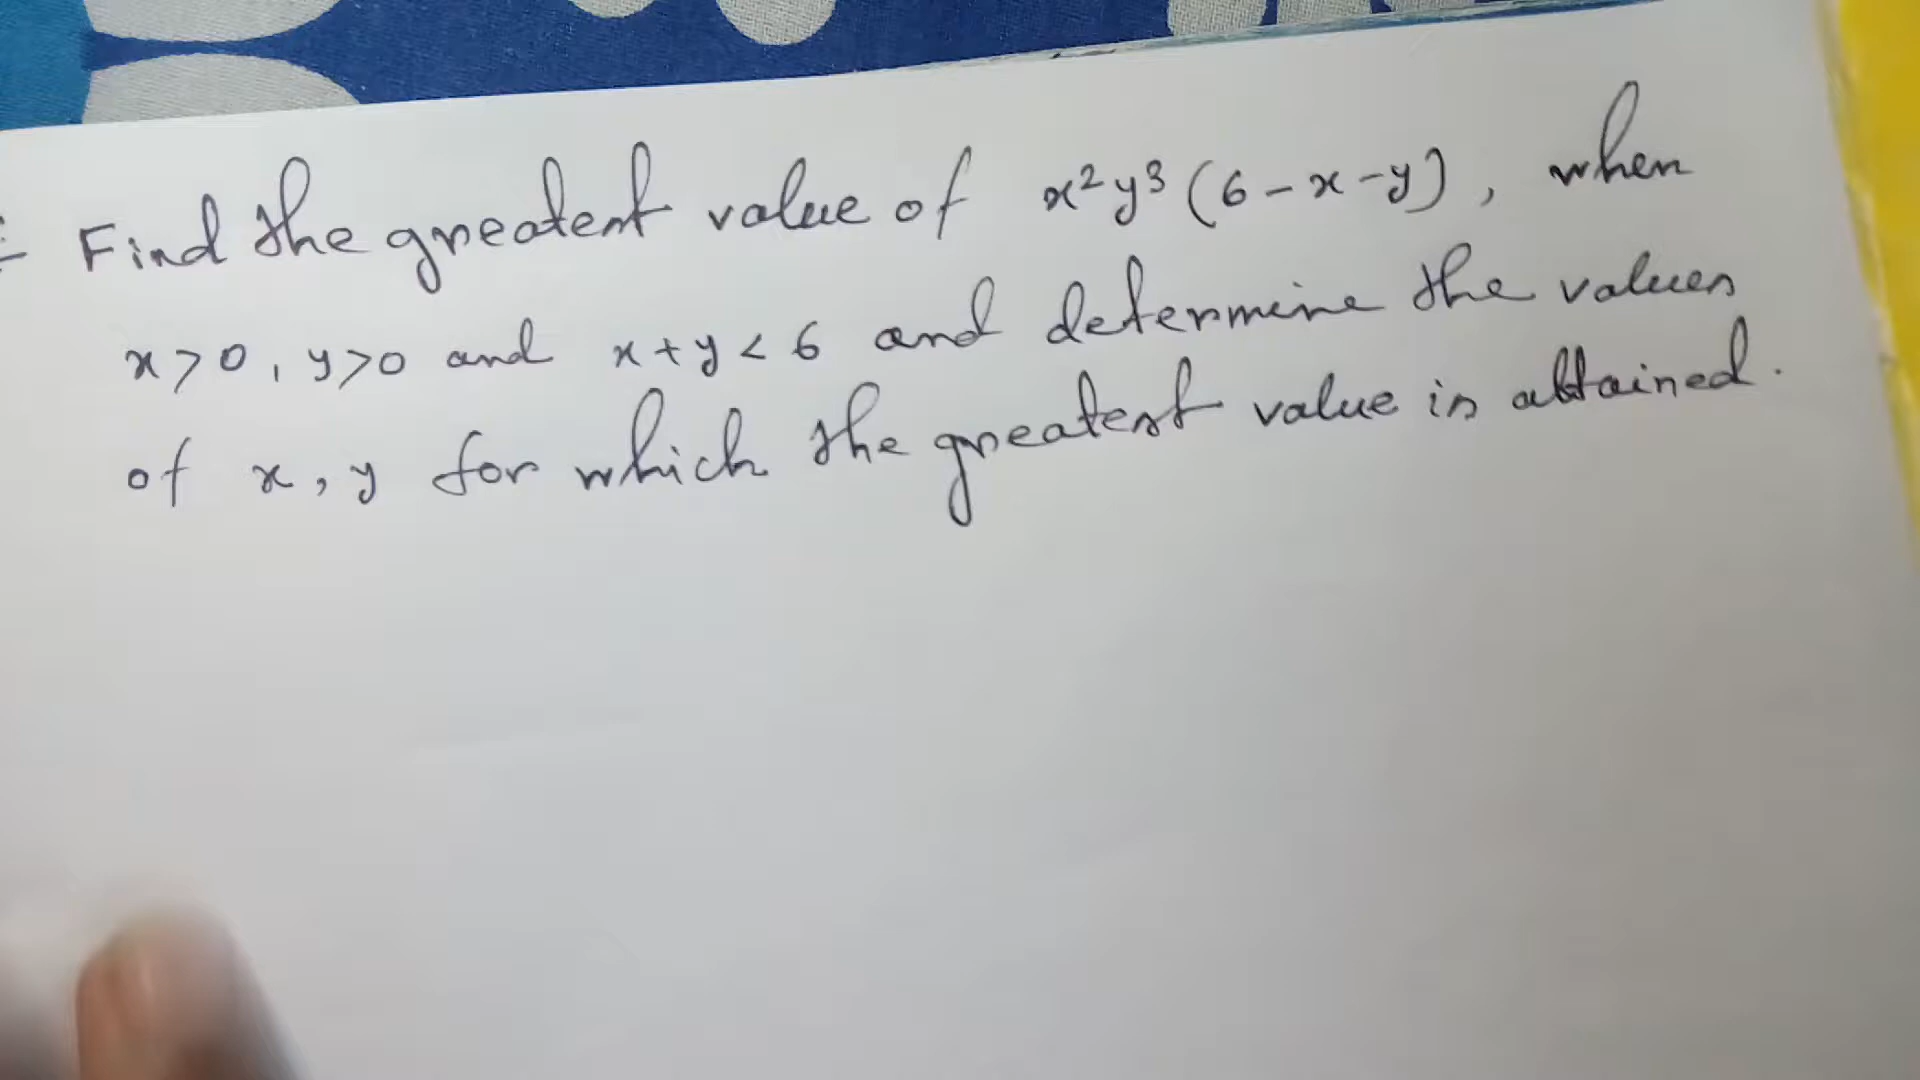 Find the greatest value of x²y³(6-x-y), when
x>0, y>0 and x+y<6 and determine the values
of x, y for which the greatest value is attained.